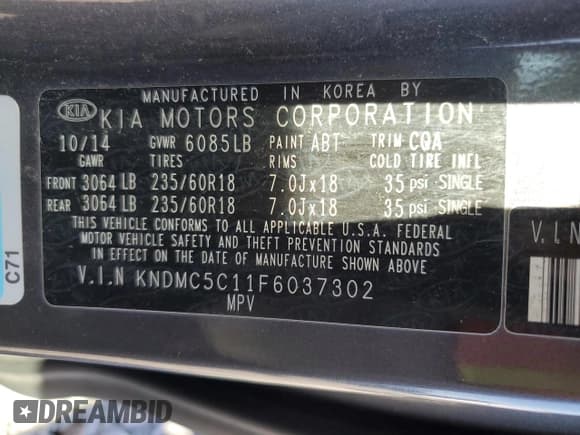 MANUFACTURED IN KOREA BY
KIA KIA MOTORS CORPORATION
10/14 GVWR 6085LB PAINT ABT TRIM CQA
GAWR TIRES RIMS COLD TIRE INFL
FRONT 3064 LB 235/60R18 7.0Jx18 35 psi SINGLE
REAR 3064 LB 235/60R18 7.0Jx18 35 psi SINGLE
THIS VEHICLE CONFORMS TO ALL APPLICABLE U.S.A. FEDERAL
MOTOR VEHICLE SAFETY AND THEFT PREVENTION STANDARDS
IN EFFECT ON THE DATE OF MANUFACTURE SHOWN ABOVE
V.I.N KNDMC5C11F6037302
MPV
C71
V.I.N
DREAMBID